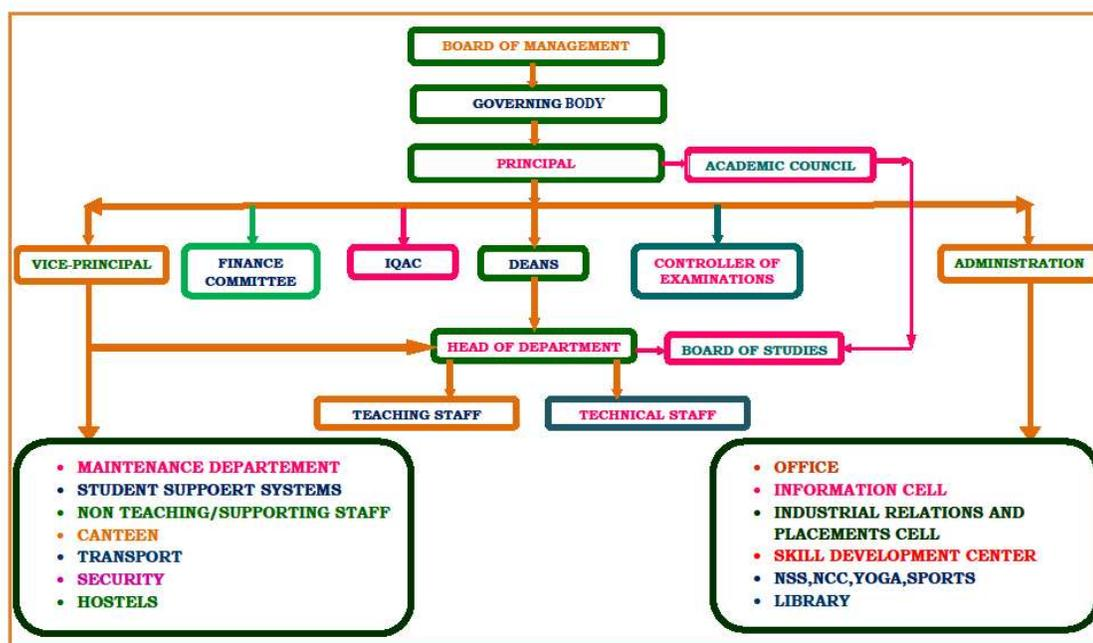 BOARD OF MANAGEMENT
GOVERNING BODY
PRINCIPAL
ACADEMIC COUNCIL
VICE-PRINCIPAL
FINANCE
COMMITTEE
IQAC
DEANS
CONTROLLER OF
EXAMINATIONS
ADMINISTRATION
HEAD OF DEPARTMENT
BOARD OF STUDIES
TEACHING STAFF
TECHNICAL STAFF
• MAINTENANCE DEPARTEMENT
• STUDENT SUPPOERT SYSTEMS
• NON TEACHING/SUPPORTING STAFF
• CANTEEN
• TRANSPORT
• SECURITY
• HOSTELS
• OFFICE
• INFORMATION CELL
• INDUSTRIAL RELATIONS AND
PLACEMENTS CELL
• SKILL DEVELOPMENT CENTER
• NSS,NCC,YOGA,SPORTS
• LIBRARY